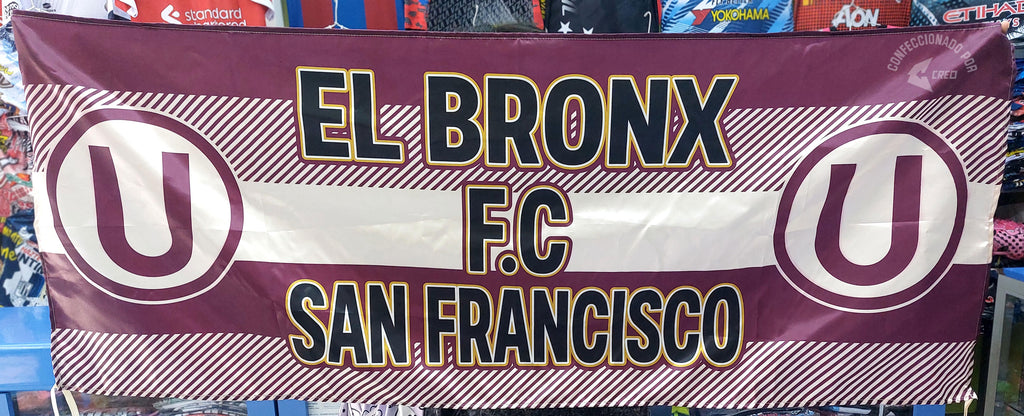 standard
YOKOHAMA
AON
ETIHAD
CONFECCIONADO POR
CREO
EL BRONX
F.C
SAN FRANCISCO
U
U